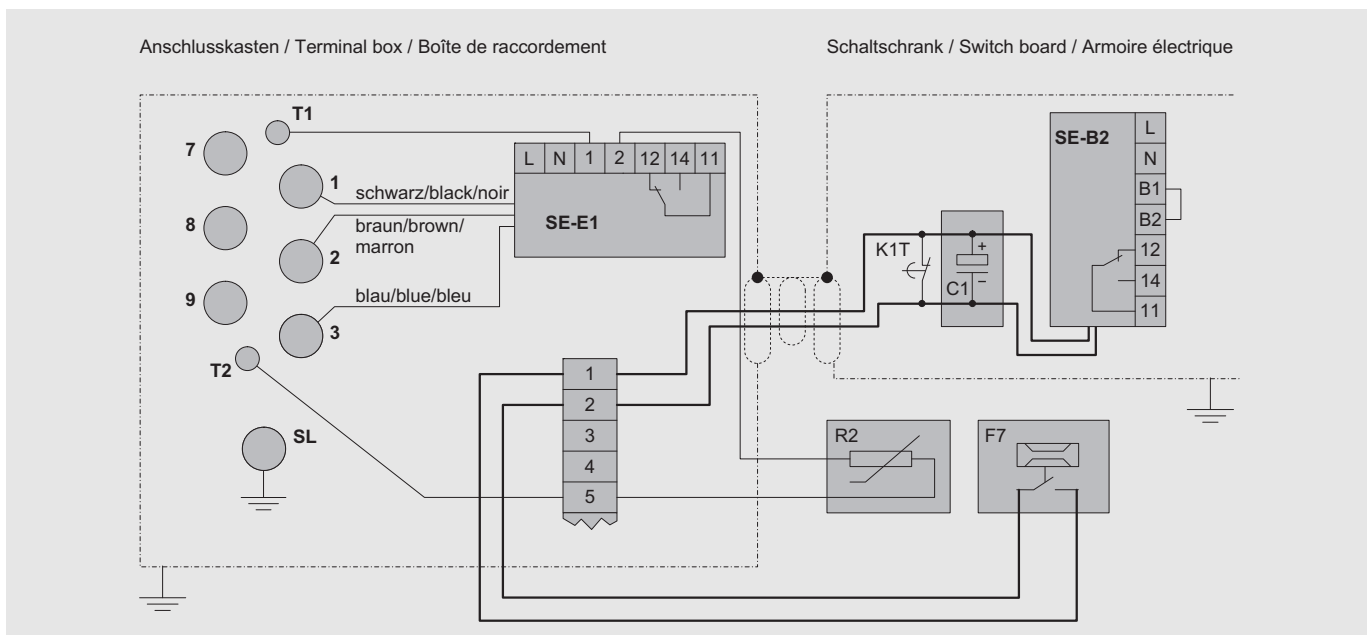 Anschlusskasten / Terminal box / Boîte de raccordement
Schaltschrank / Switch board / Armoire électrique
T1
7
1
schwarz/black/noir
8
braun/brown/
marron
2
9
blau/blue/bleu
3
T2
SL
L N 1 2 12 14 11
SE-E1
1
2
3
4
5
K1T
+
C1
–
SE-B2
L
N
B1
B2
12
14
11
R2
F7